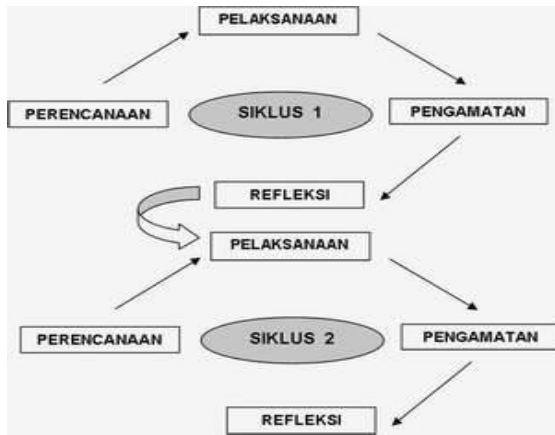 PELAKSANAAN
PERENCANAAN
SIKLUS 1
PENGAMATAN
REFLEKSI
PELAKSANAAN
PERENCANAAN
SIKLUS 2
PENGAMATAN
REFLEKSI